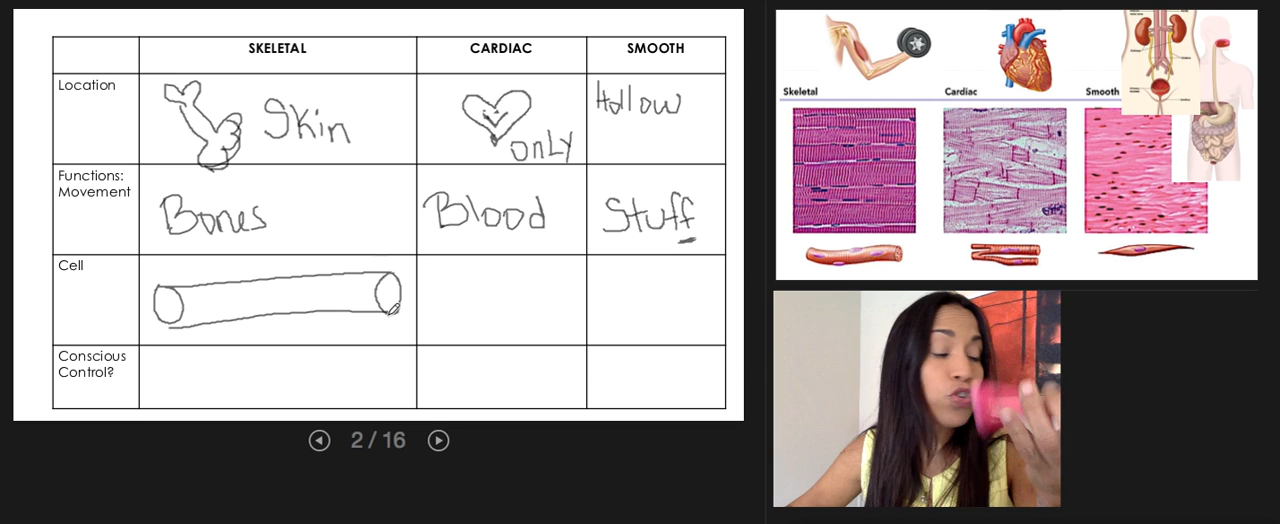 SKELETAL CARDIAC SMOOTH
Location Skin only Hollow
Functions:
Movement Bones Blood Stuff
Cell
Conscious
Control?
2 / 16
Skeletal Cardiac Smooth